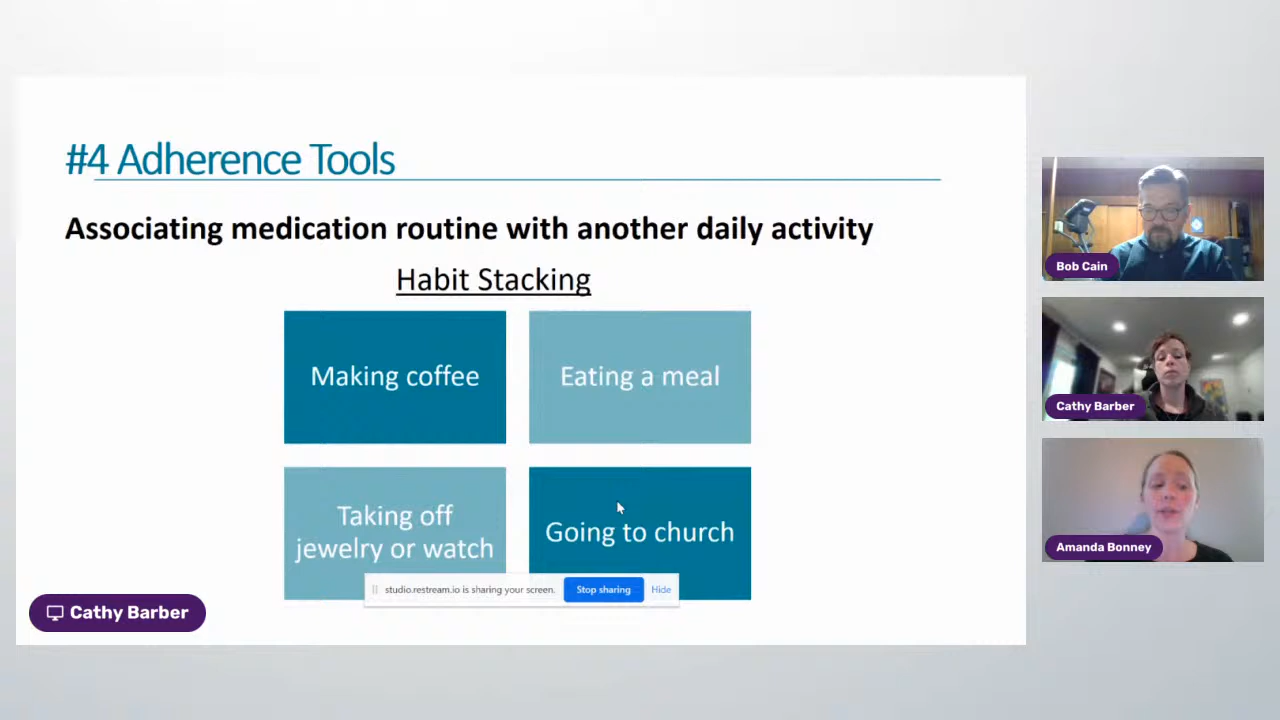 #4 Adherence Tools
Associating medication routine with another daily activity
Habit Stacking
Making coffee
Eating a meal
Taking off
jewelry or watch
Going to church
studio.restream.io is sharing your screen.
Stop sharing
Hide
Cathy Barber
Bob Cain
Cathy Barber
Amanda Bonney